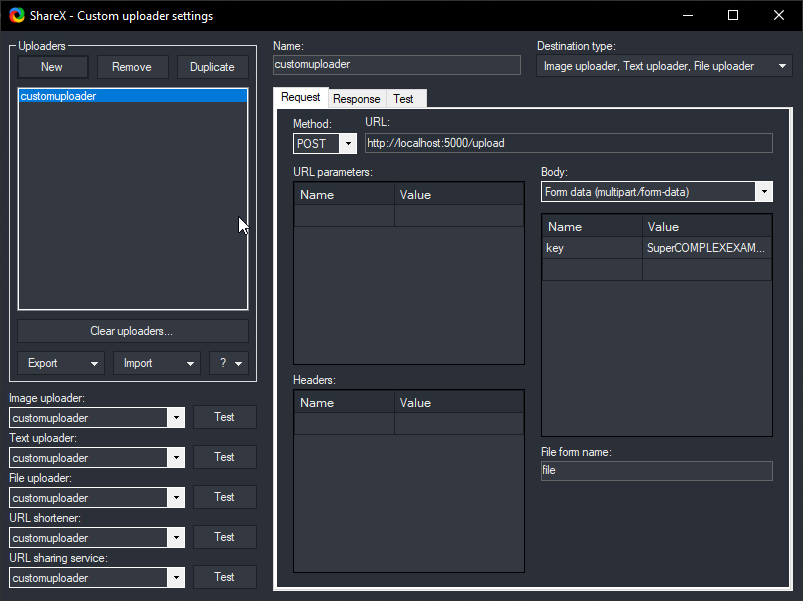 ShareX - Custom uploader settings
Uploaders
New Remove Duplicate
customuploader
Clear uploaders...
Export Import ?
Image uploader:
customuploader Test
Text uploader:
customuploader Test
File uploader:
customuploader Test
URL shortener:
customuploader Test
URL sharing service:
customuploader Test
Name:
customuploader
Destination type:
Image uploader, Text uploader, File uploader
Request Response Test
Method: URL:
POST http://localhost:5000/upload
URL parameters:
Name Value
Headers:
Name Value
Body:
Form data (multipart/form-data)
Name Value
key SuperCOMPLEXEXAM...
File form name:
file